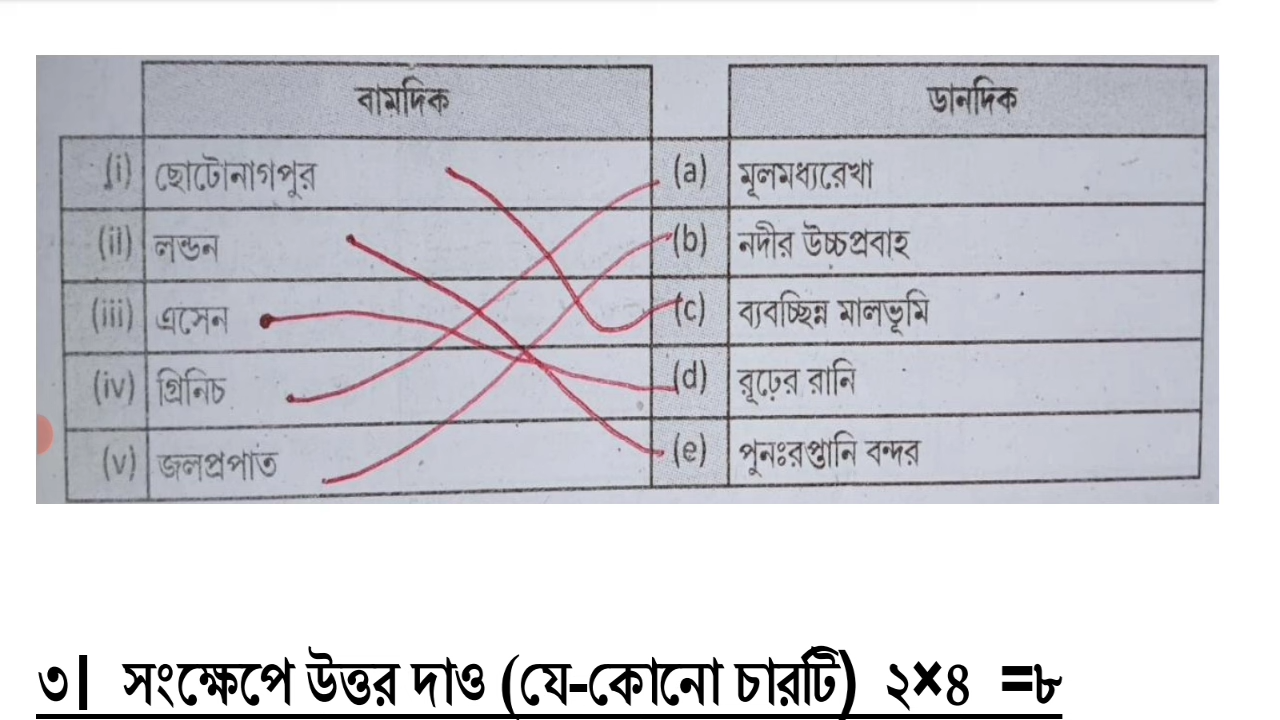 বামদিক ডানদিক
(i) ছোটোনাগপুর (a) মূলমধ্যরেখা
(ii) লন্ডন (b) নদীর উচ্চপ্রবাহ
(iii) এসেন (c) ব্যবচ্ছিন্ন মালভূমি
(iv) গ্রিনিচ (d) রূঢ়ের রানি
(v) জলপ্রপাত (e) পুনঃরপ্তানি বন্দর
৩| সংক্ষেপে উত্তর দাও (যে-কোনো চারটি) ২×৪ =৮